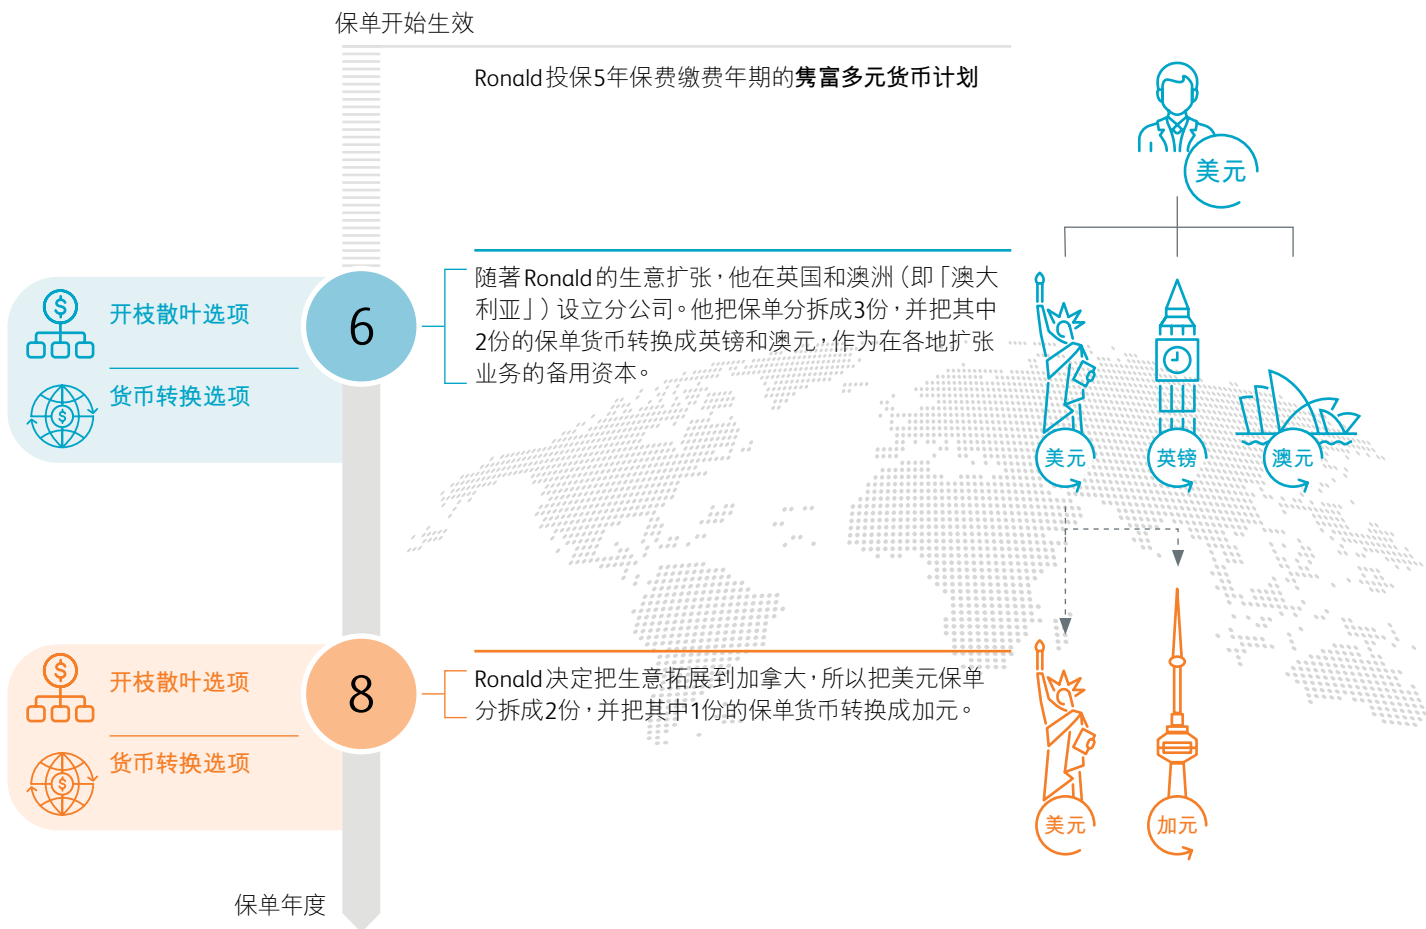 保单开始生效
Ronald投保5年保费缴费年期的隽富多元货币计划
美元
开枝散叶选项
货币转换选项
6
随著Ronald的生意扩张，他在英国和澳洲（即「澳大
利亚」）设立分公司。他把保单分拆成3份，并把其中
2份的保单货币转换成英镑和澳元，作为在各地扩张
业务的备用资本。
美元
英镑
澳元
开枝散叶选项
货币转换选项
8
Ronald决定把生意拓展到加拿大，所以把美元保单
分拆成2份，并把其中1份的保单货币转换成加元。
美元
加元
保单年度